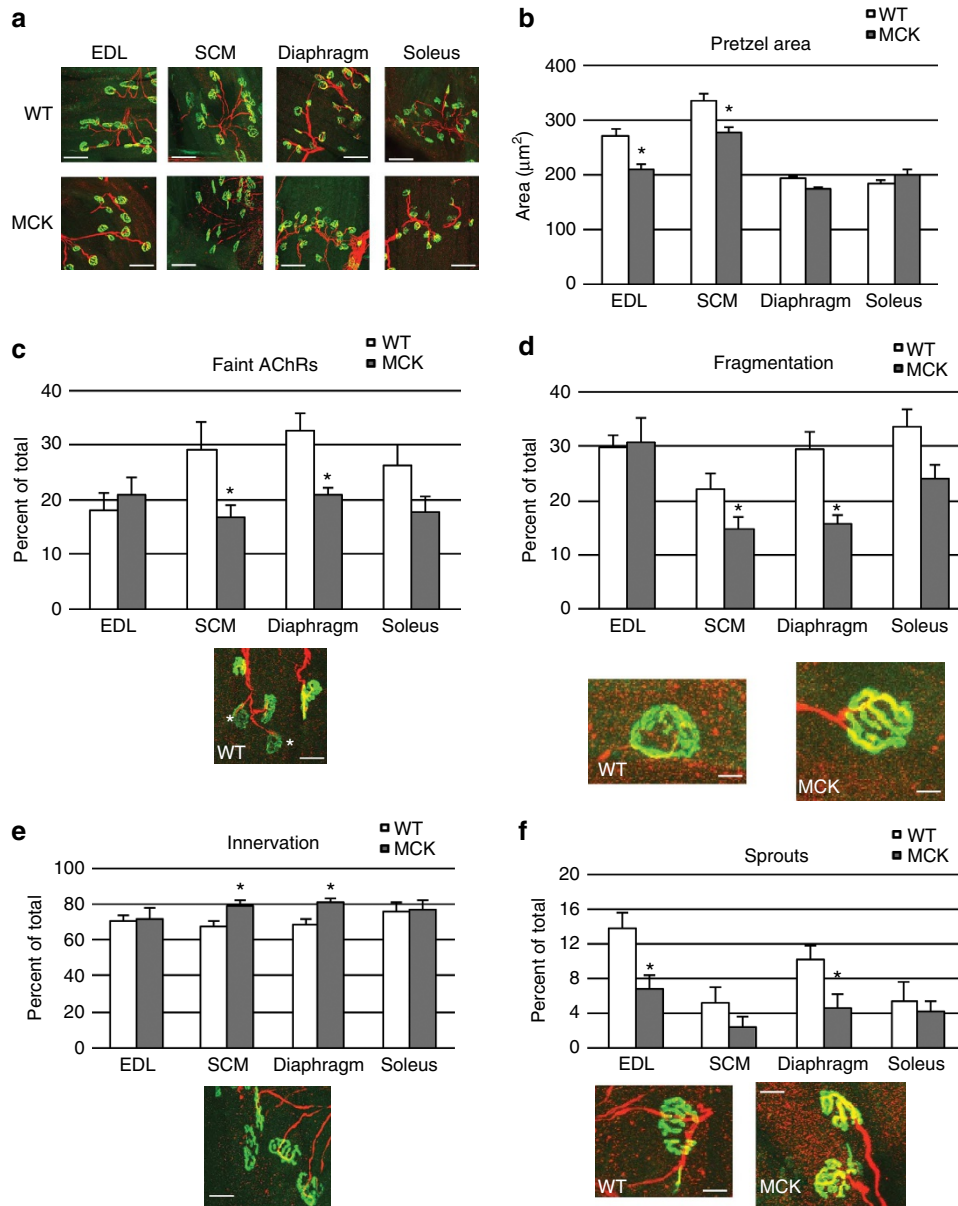 a
EDL SCM Diaphragm Soleus
WT
MCK
b
WT
MCK
Pretzel area
400
300
200
100
0
Area (μm²)
EDL SCM Diaphragm Soleus
c
WT
MCK
Faint AChRs
40
30
20
10
0
Percent of total
*
*
EDL SCM Diaphragm Soleus
*
*
WT
d
WT
MCK
Fragmentation
40
30
20
10
0
Percent of total
*
*
EDL SCM Diaphragm Soleus
WT
MCK
e
WT
MCK
Innervation
100
80
60
40
20
0
Percent of total
*
*
EDL SCM Diaphragm Soleus
f
WT
MCK
Sprouts
20
16
12
8
4
0
Percent of total
*
*
EDL SCM Diaphragm Soleus
WT
MCK